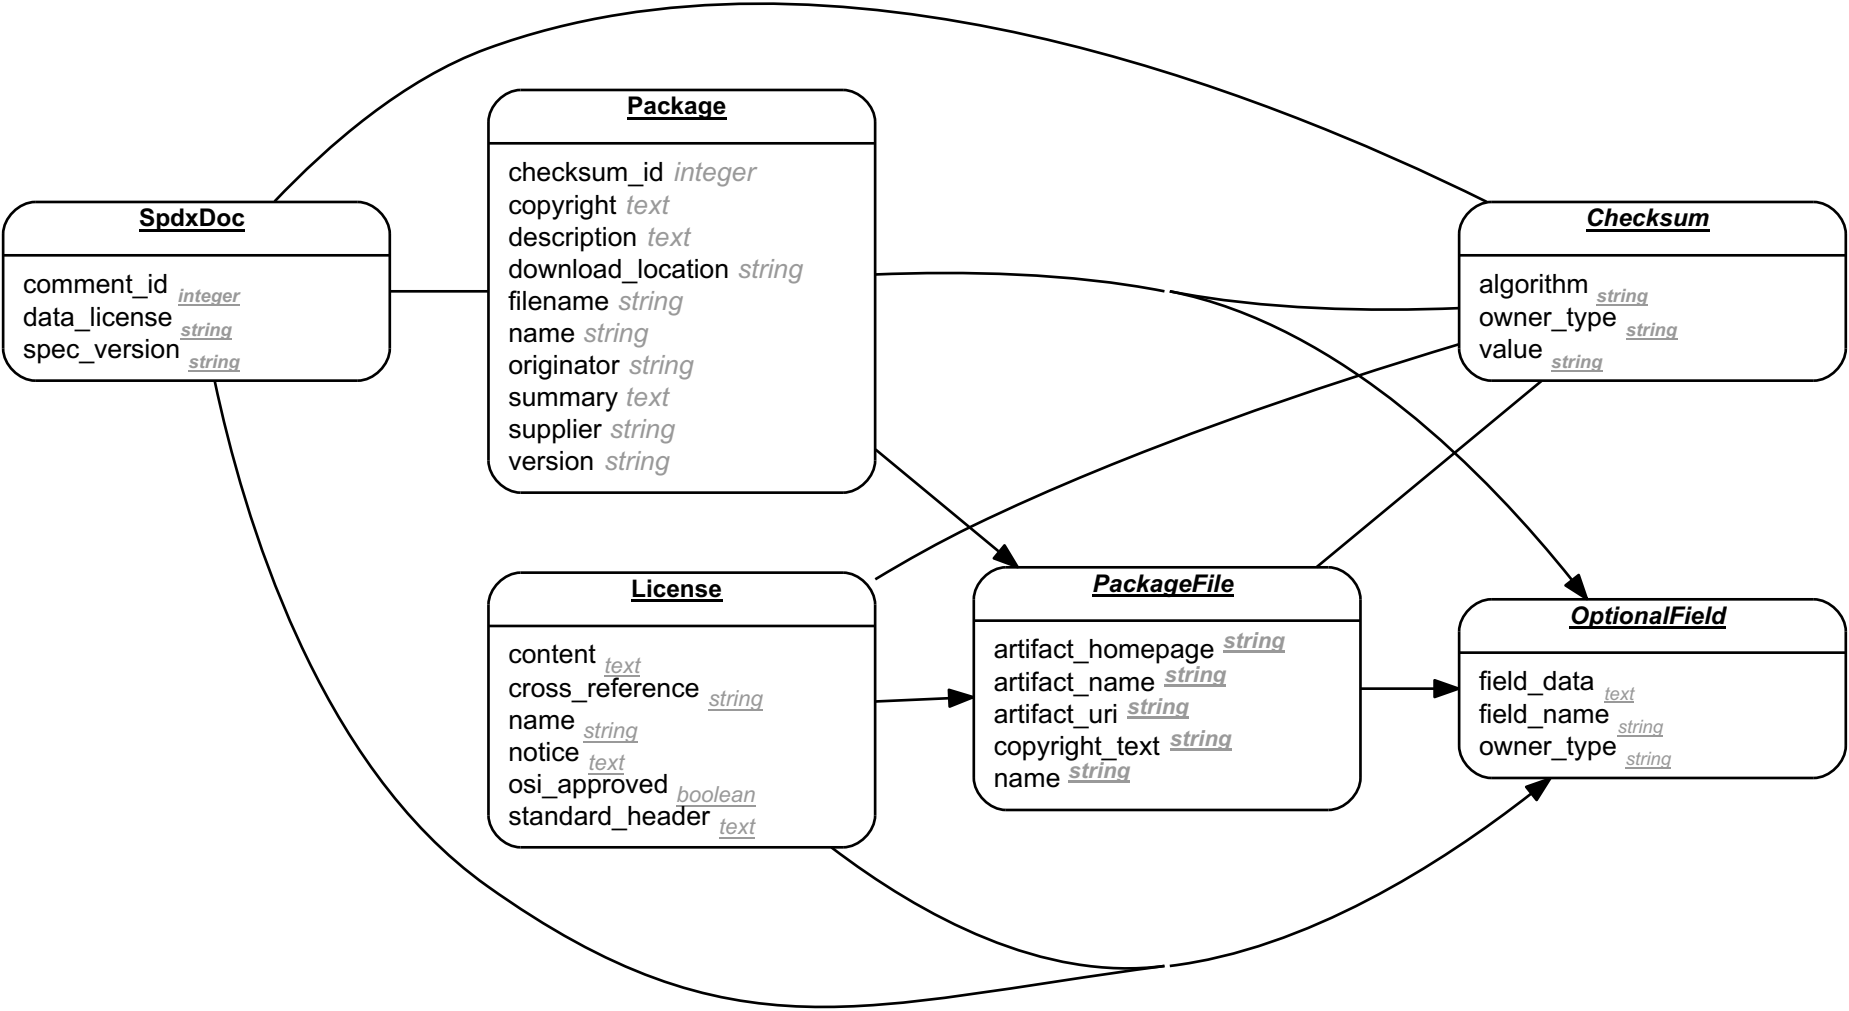 Package
checksum_id integer
copyright text
description text
download_location string
filename string
name string
originator string
summary text
supplier string
version string
SpdxDoc
comment_id integer
data_license string
spec_version string
Checksum
algorithm string
owner_type string
value string
License
content text
cross_reference string
name string
notice text
osi_approved boolean
standard_header text
PackageFile
artifact_homepage string
artifact_name string
artifact_uri string
copyright_text string
name string
OptionalField
field_data text
field_name string
owner_type string